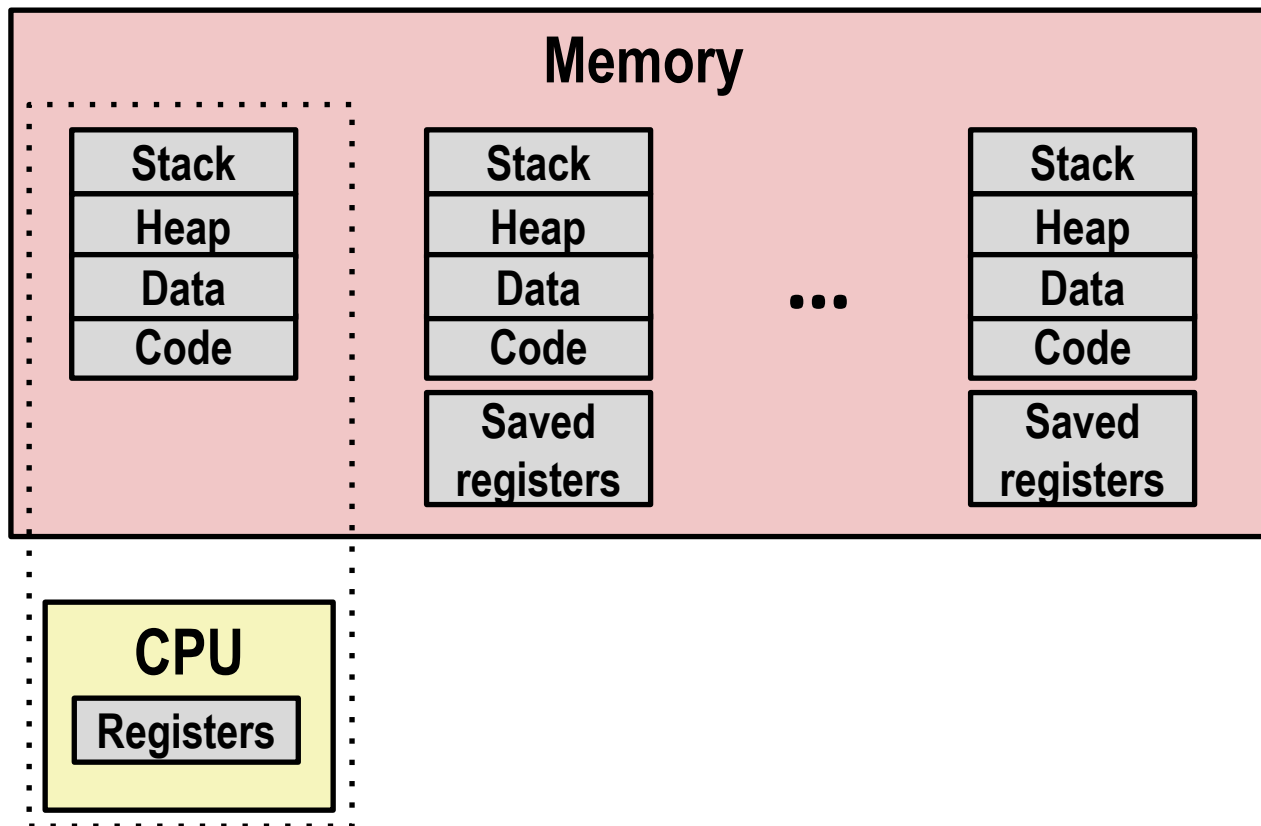 Memory
Stack
Heap
Data
Code
Stack
Heap
Data
Code
Saved
registers
...
Stack
Heap
Data
Code
Saved
registers
CPU
Registers